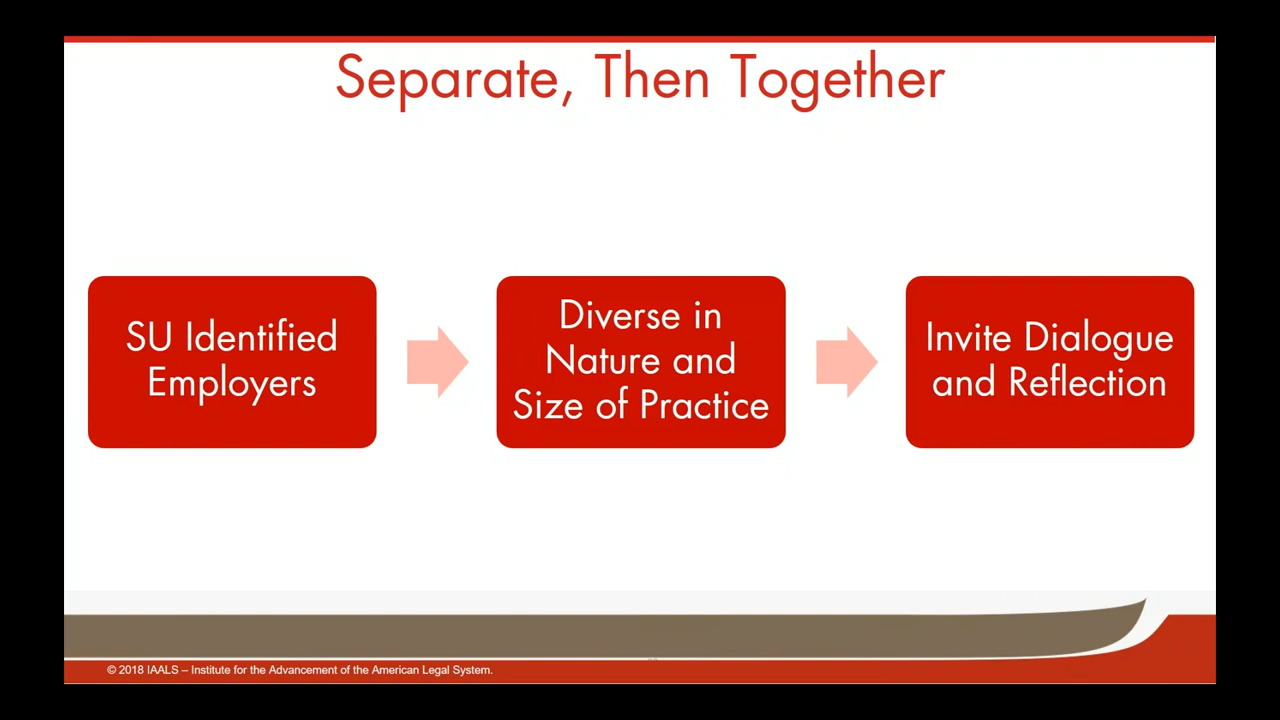 Separate, Then Together
SU Identified
Employers
Diverse in
Nature and
Size of Practice
Invite Dialogue
and Reflection
© 2018 IAALS – Institute for the Advancement of the American Legal System.